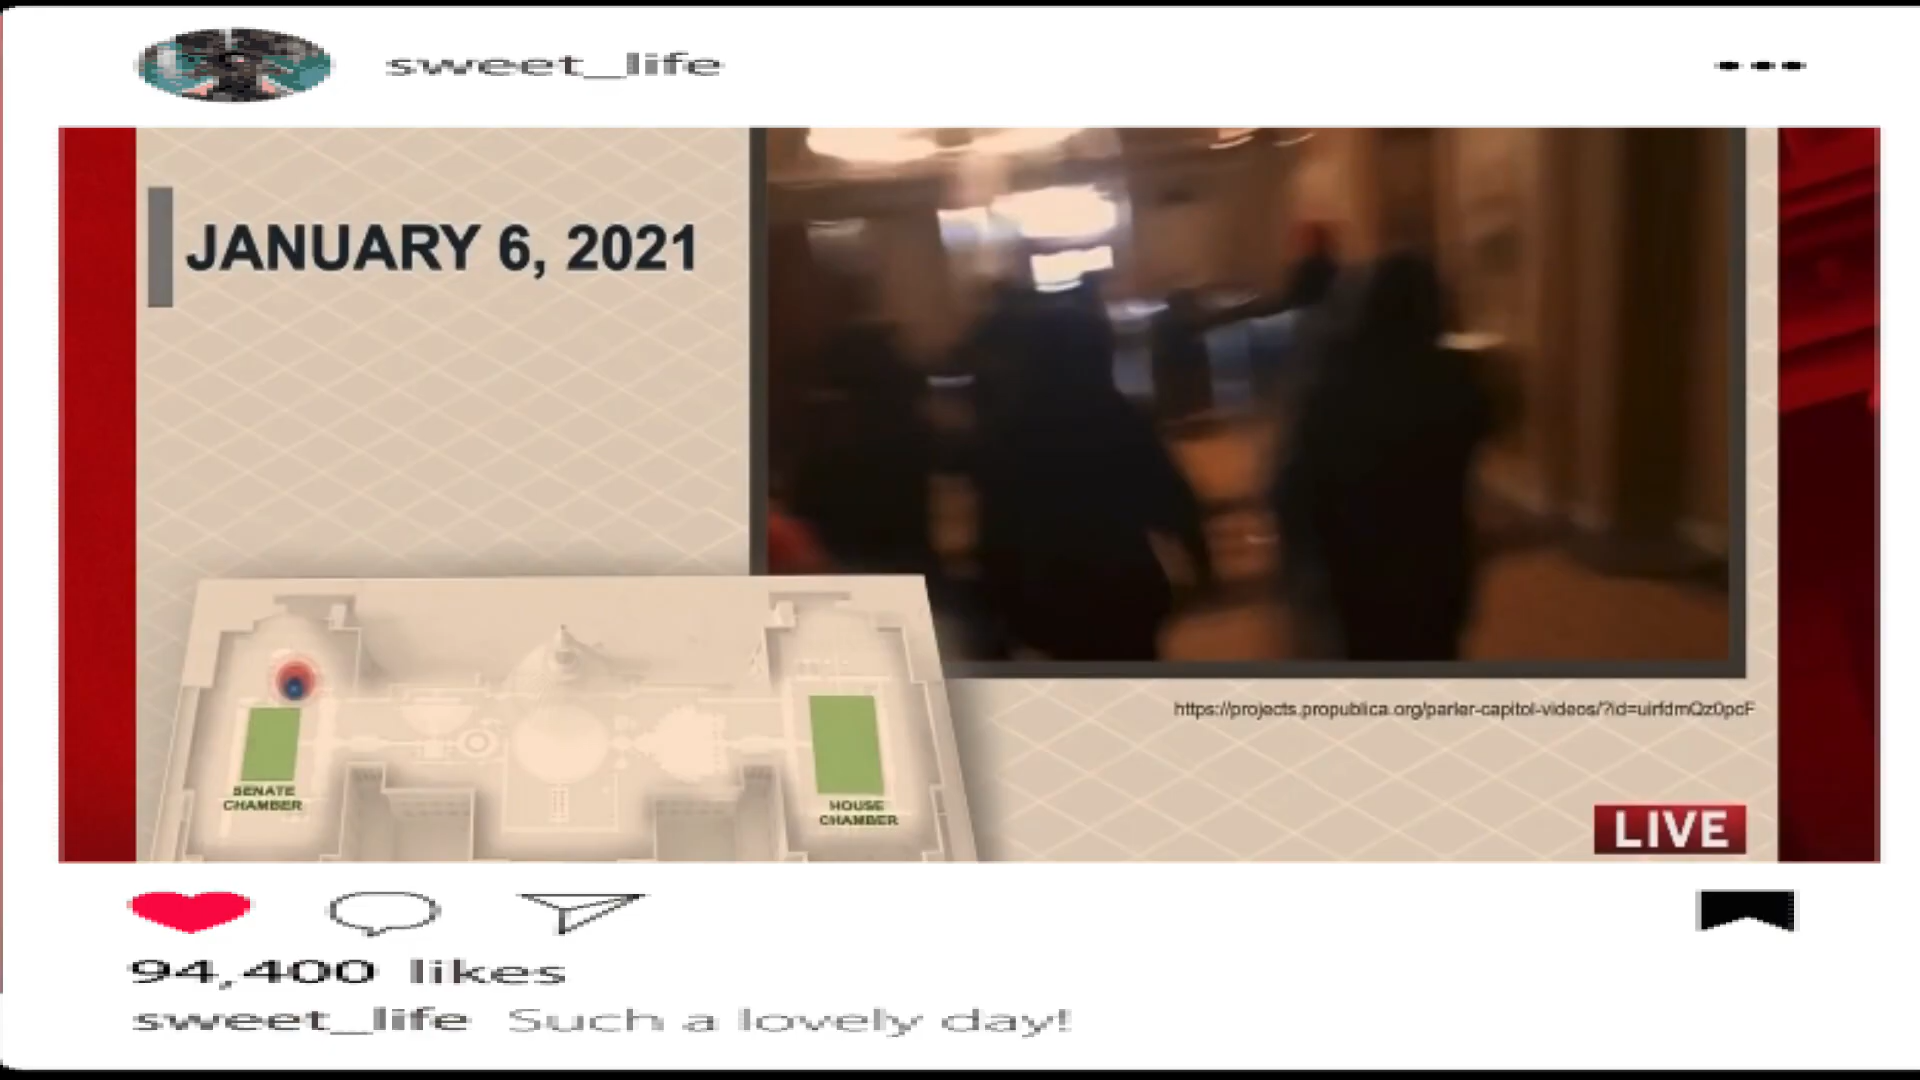 sweet_life
JANUARY 6, 2021
https://projects.propublica.org/parler-capitol-videos/?id=uirfdmQz0pcF
SENATE
CHAMBER
HOUSE
CHAMBER
LIVE
94,400 likes
sweet_life Such a lovely day!